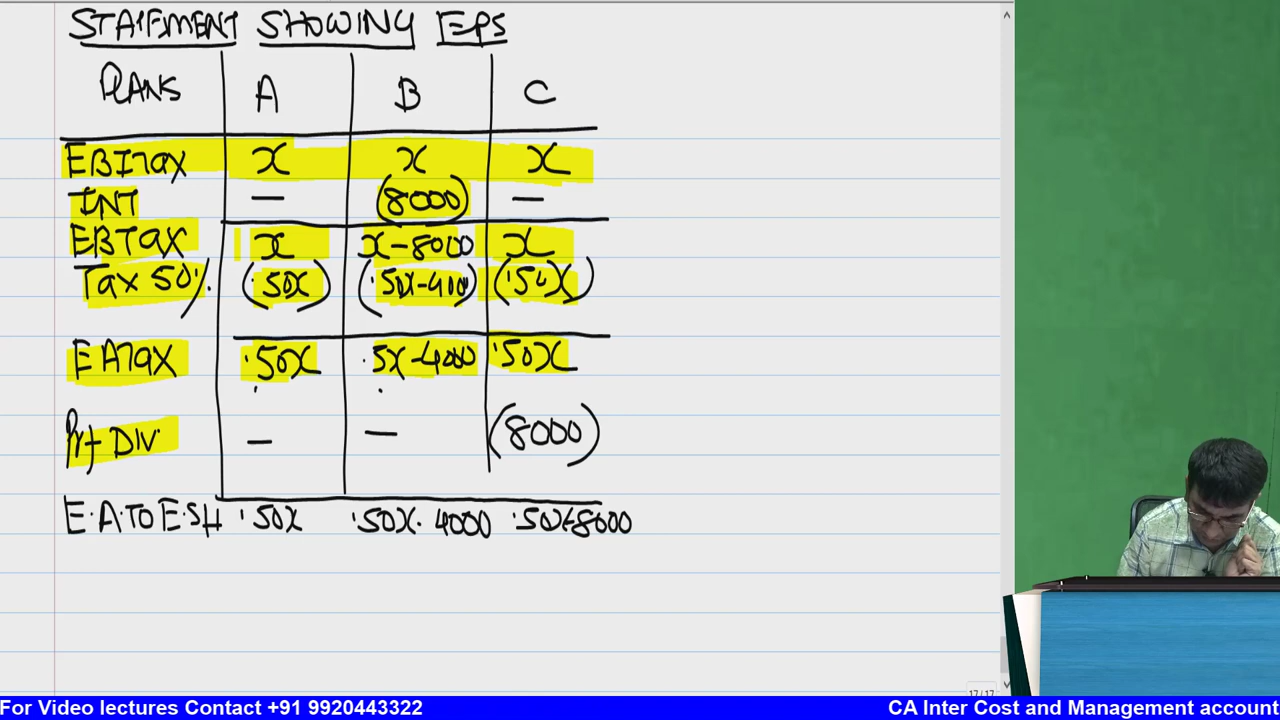 STATEMENT SHOWING EPS
PLANS A B C
EBITax x x x
INT — (8000) —
EBTax x x-8000 x
Tax 50% (.50x) (.50x-4000) (.50x)
EATax .50x .5x-4000 .50x
Prf DIV. — — (8000)
E.A.TO E.SH .50x .50x-4000 .50x-8000
17/17
For Video lectures Contact +91 9920443322 CA Inter Cost and Management account